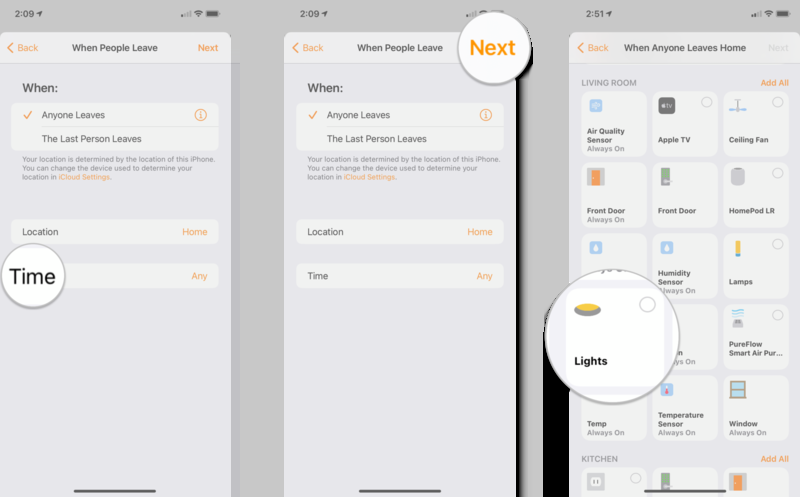 2:09
Back When People Leave Next
When:
Anyone Leaves
The Last Person Leaves
Your location is determined by the location of this iPhone.
You can change the device used to determine your
location in iCloud Settings.
Location Home
Time Any
2:09
Back When People Leave Next
When:
Anyone Leaves
The Last Person Leaves
Your location is determined by the location of this iPhone.
You can change the device used to determine your
location in iCloud Settings.
Location Home
Time Any
2:51
Back When Anyone Leaves Home Next
LIVING ROOM Add All
Air Quality
Sensor
Always On
tv
Apple TV
Ceiling Fan
Front Door
Always On
Front Door
HomePod LR
Humidity
Sensor
Always On
Lamps
Lights
PureFlow
Smart Air Pur...
Temp
Always On
Temperature
Sensor
Always On
Window
Always On
KITCHEN Add All